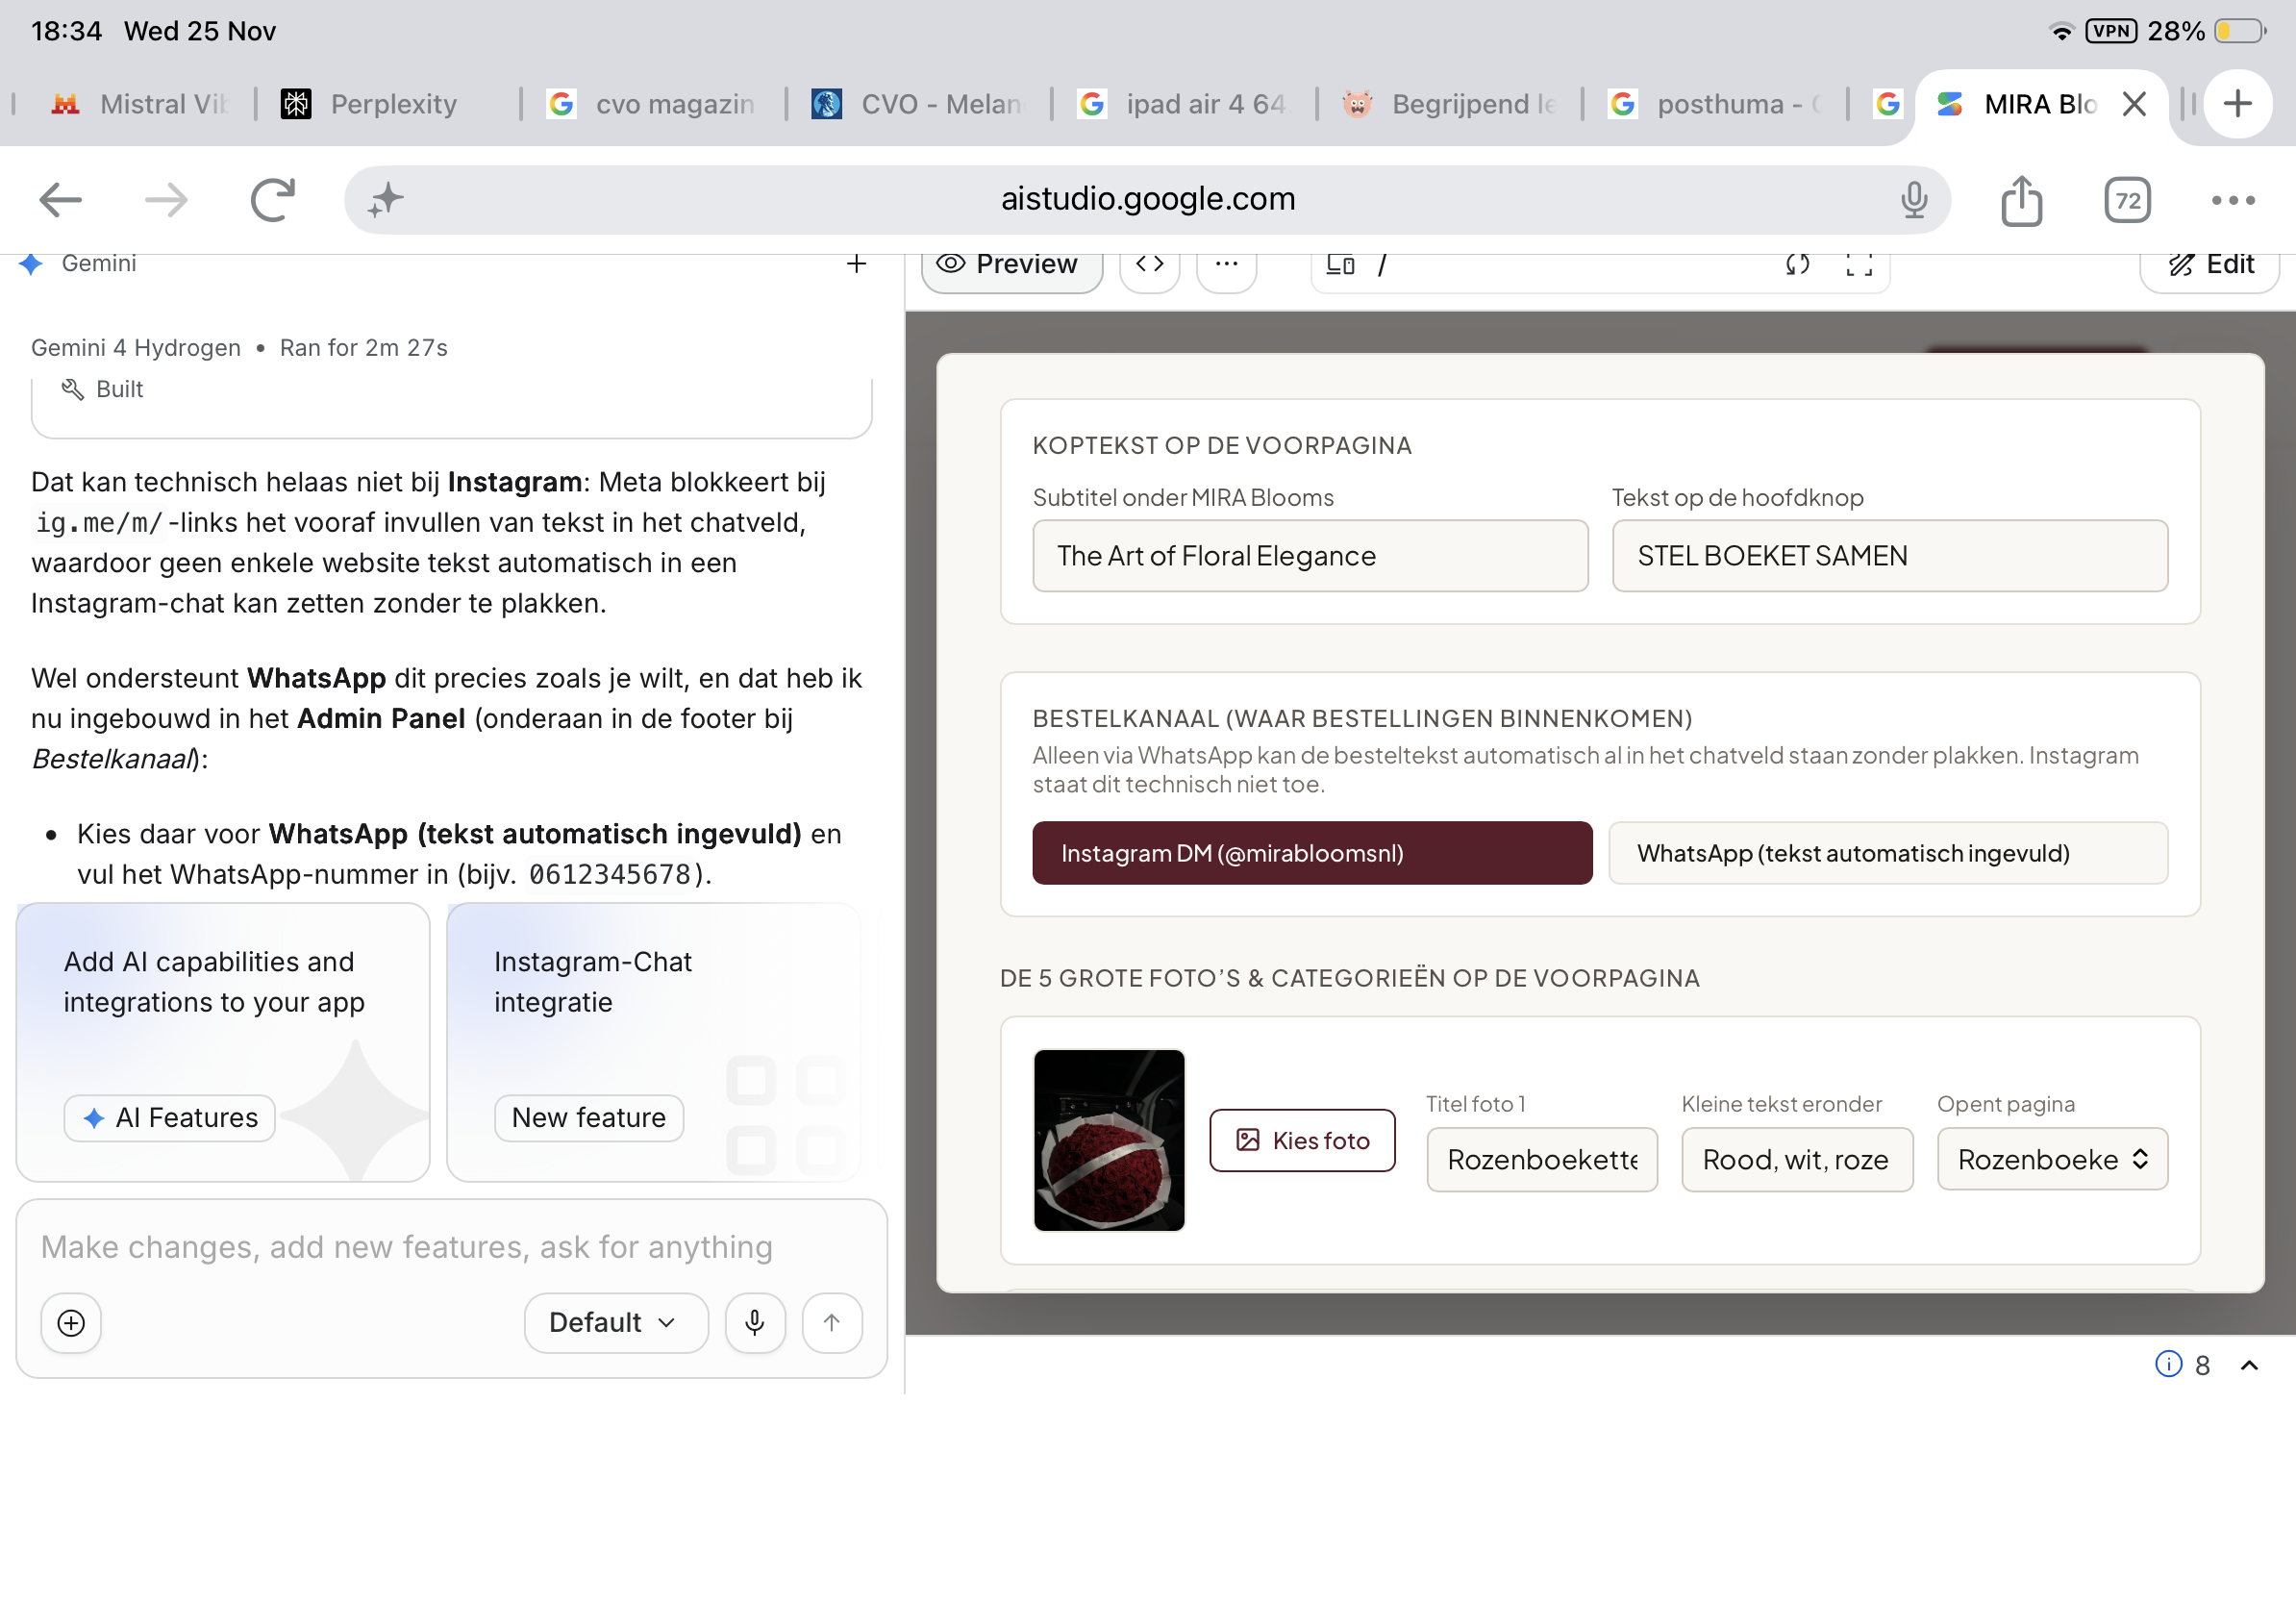 18:34 Wed 25 Nov
VPN 28%
Mistral Vib
Perplexity
cvo magazin
CVO - Melan
ipad air 4 64
Begrijpend le
posthuma - G
MIRA Blo
aistudio.google.com
72
Gemini
Preview
/
Edit
Gemini 4 Hydrogen • Ran for 2m 27s
Built
Dat kan technisch helaas niet bij Instagram: Meta blokkeert bij
ig.me/m/-links het vooraf invullen van tekst in het chatveld,
waardoor geen enkele website tekst automatisch in een
Instagram-chat kan zetten zonder te plakken.
Wel ondersteunt WhatsApp dit precies zoals je wilt, en dat heb ik
nu ingebouwd in het Admin Panel (onderaan in de footer bij
Bestelkanaal):
• Kies daar voor WhatsApp (tekst automatisch ingevuld) en
vul het WhatsApp-nummer in (bijv. 0612345678).
Add AI capabilities and
integrations to your app
AI Features
Instagram-Chat
integratie
New feature
Make changes, add new features, ask for anything
Default
KOPTEKST OP DE VOORPAGINA
Subtitel onder MIRA Blooms
The Art of Floral Elegance
Tekst op de hoofdknop
STEL BOEKET SAMEN
BESTELKANAAL (WAAR BESTELLINGEN BINNENKOMEN)
Alleen via WhatsApp kan de besteltekst automatisch al in het chatveld staan zonder plakken. Instagram
staat dit technisch niet toe.
Instagram DM (@mirabloomsnl)
WhatsApp (tekst automatisch ingevuld)
DE 5 GROTE FOTO'S & CATEGORIEËN OP DE VOORPAGINA
Kies foto
Titel foto 1
Rozenboekette
Kleine tekst eronder
Rood, wit, roze
Opent pagina
Rozenboeke
8